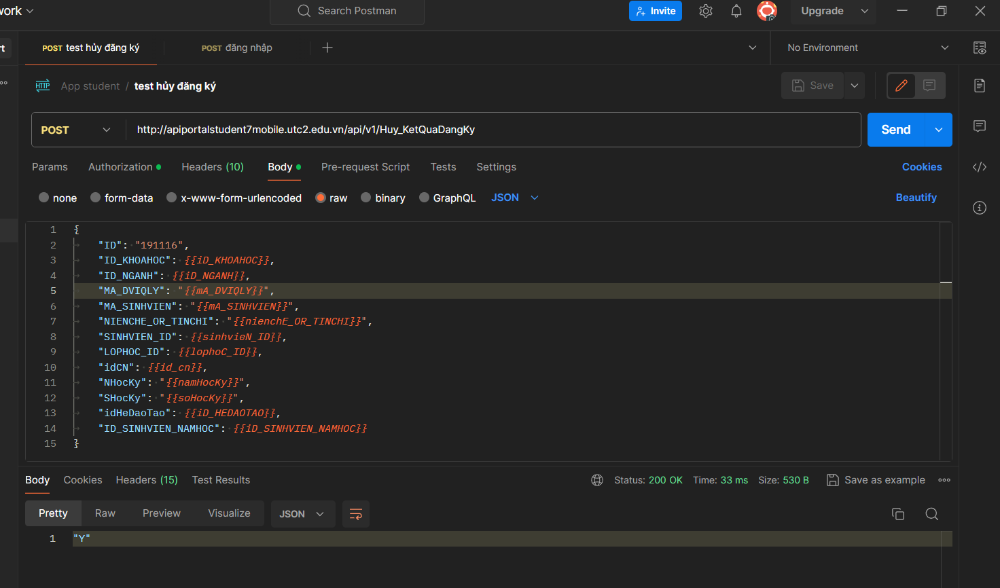 work
Search Postman
Invite
Upgrade
rt
POST test hủy đăng ký
POST đăng nhập
No Environment
HTTP App student / test hủy đăng ký
Save
POST
http://apiportalstudent7mobile.utc2.edu.vn/api/v1/Huy_KetQuaDangKy
Send
Params Authorization Headers (10) Body Pre-request Script Tests Settings
Cookies
none form-data x-www-form-urlencoded raw binary GraphQL JSON
Beautify
1 {
2 "ID": "191116",
3 "ID_KHOAHOC": {{iD_KHOAHOC}},
4 "ID_NGANH": {{iD_NGANH}},
5 "MA_DVIQLY": "{{mA_DVIQLY}}",
6 "MA_SINHVIEN": "{{mA_SINHVIEN}}",
7 "NIENCHE_OR_TINCHI": "{{nienchE_OR_TINCHI}}",
8 "SINHVIEN_ID": {{sinhvieN_ID}},
9 "LOPHOC_ID": {{lophoC_ID}},
10 "idCN": {{id_cn}},
11 "NHocKy": "{{namHocKy}}",
12 "SHocKy": "{{soHocKy}}",
13 "idHeDaoTao": {{iD_HEDAOTAO}},
14 "ID_SINHVIEN_NAMHOC": {{iD_SINHVIEN_NAMHOC}}
15 }
Body Cookies Headers (15) Test Results
Status: 200 OK Time: 33 ms Size: 530 B
Save as example
Pretty Raw Preview Visualize JSON
1 "Y"